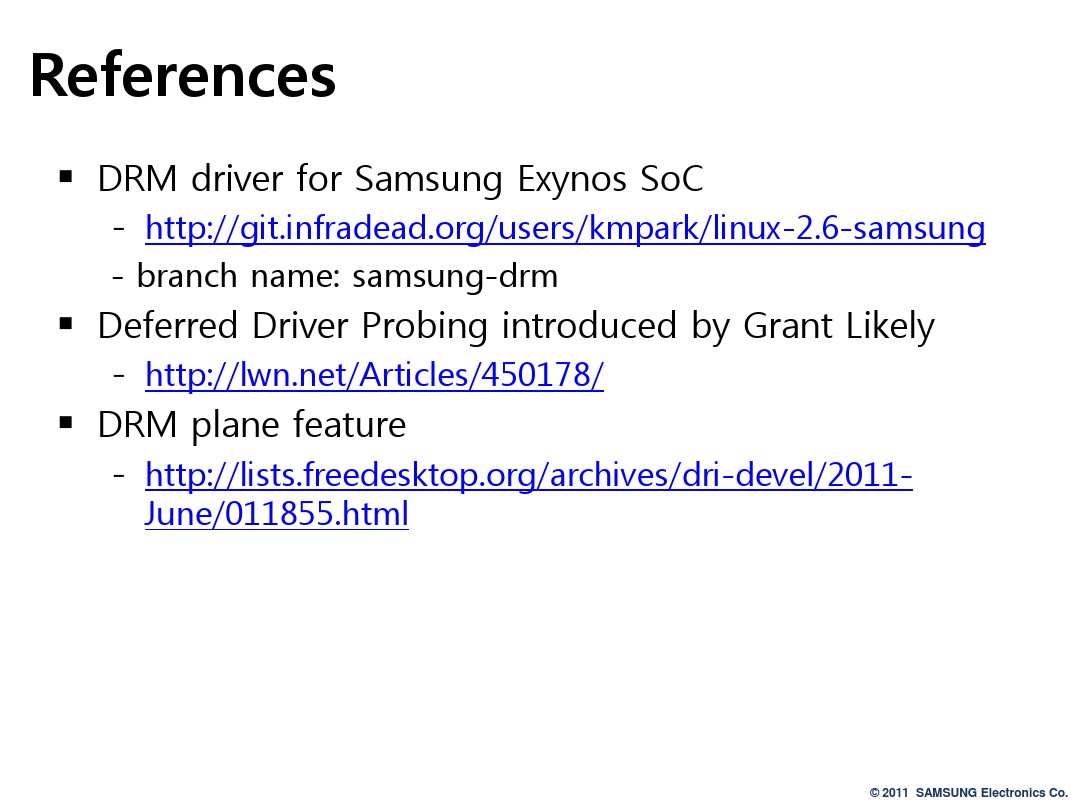 References
▪ DRM driver for Samsung Exynos SoC
- http://git.infradead.org/users/kmpark/linux-2.6-samsung
- branch name: samsung-drm
▪ Deferred Driver Probing introduced by Grant Likely
- http://lwn.net/Articles/450178/
▪ DRM plane feature
- http://lists.freedesktop.org/archives/dri-devel/2011-
June/011855.html
© 2011 SAMSUNG Electronics Co.